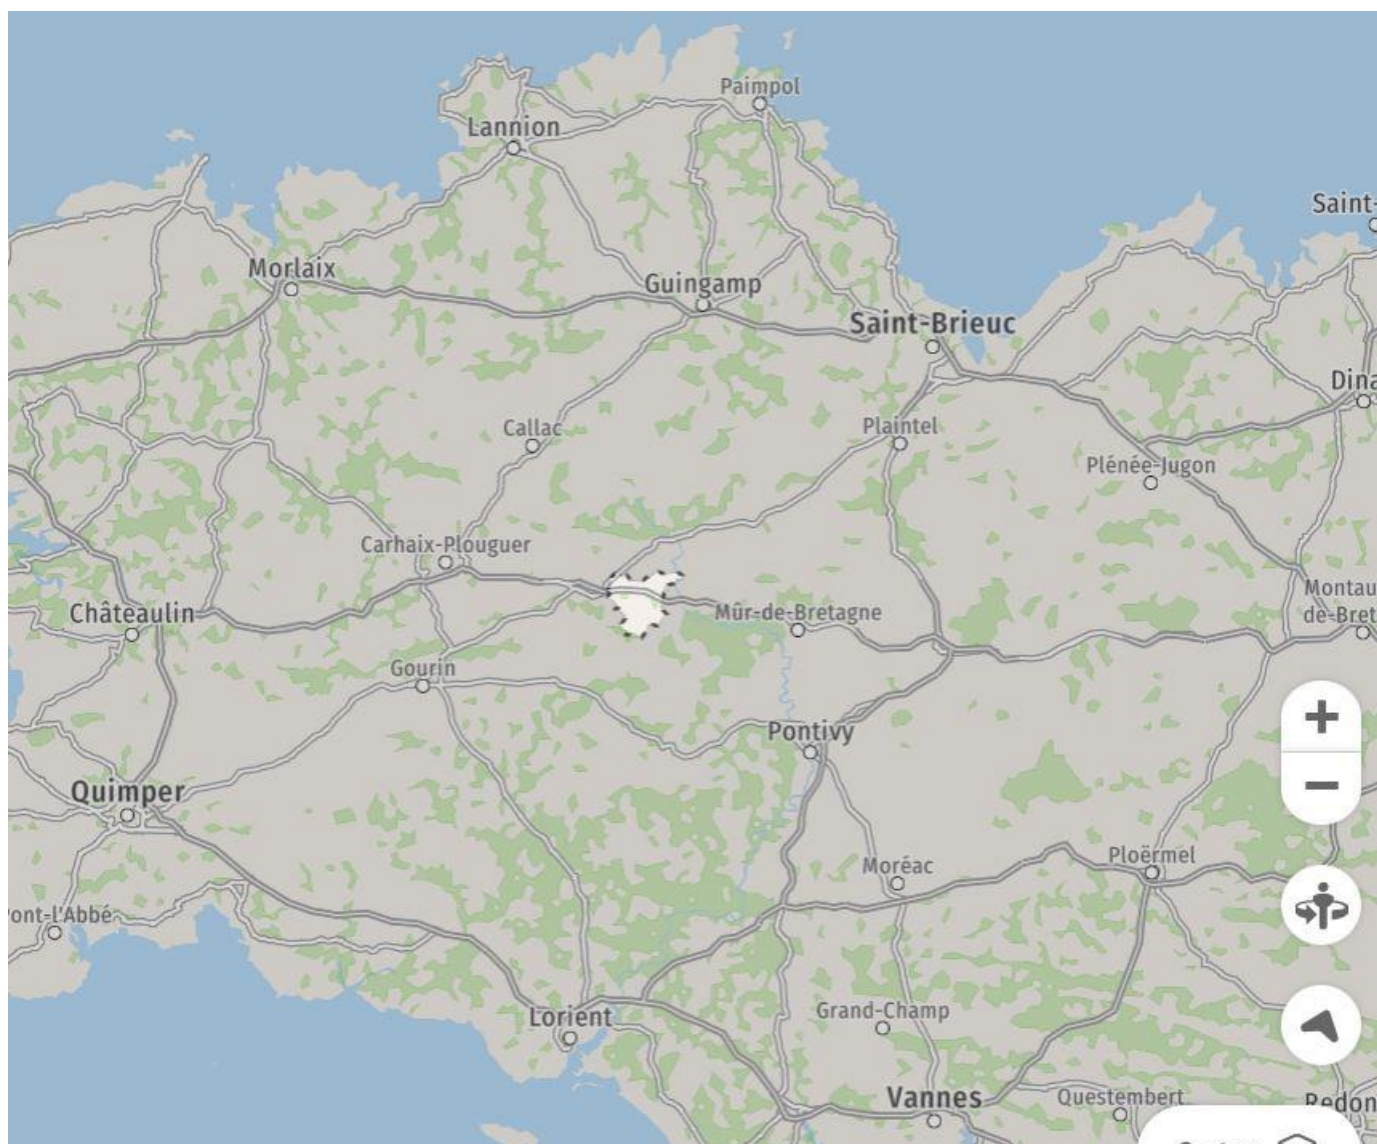 Paimpol
Lannion
Saint-
Morlaix
Guingamp
Saint-Brieuc
Dina
Callac
Plaintel
Plénée-Jugon
Carhaix-Plouguer
Châteaulin
Mûr-de-Bretagne
Montau
de-Bret
Gourin
Pontivy
Quimper
Moréac
Ploërmel
ont-l'Abbé
Lorient
Grand-Champ
Vannes
Questembert
Redon